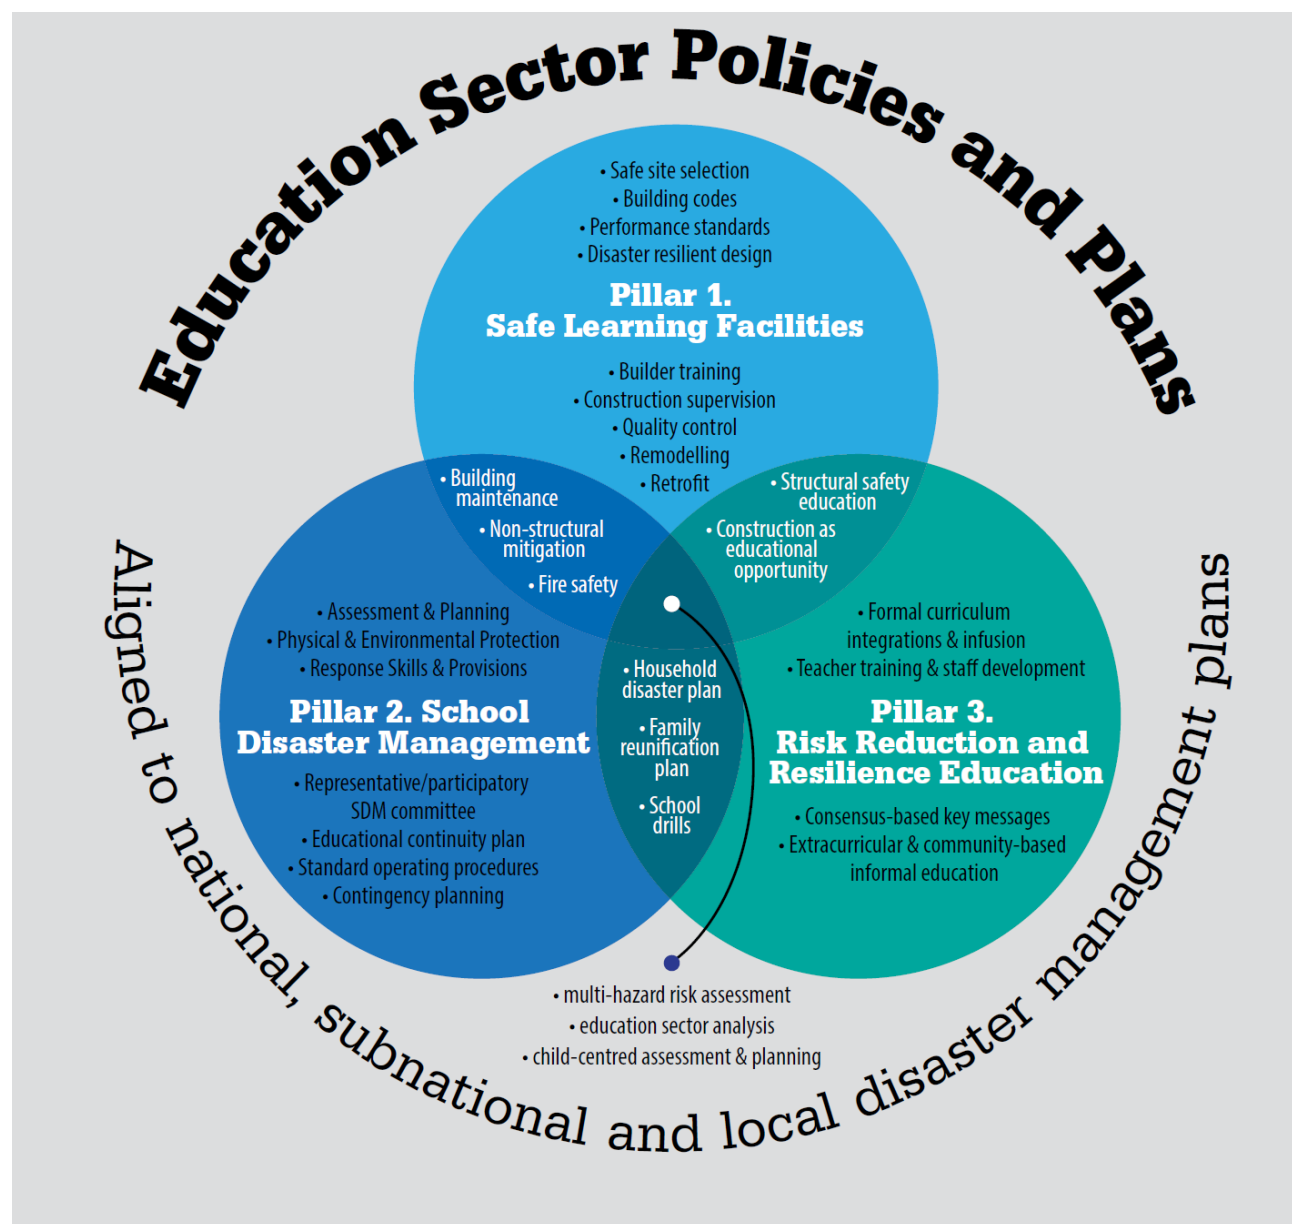 Education Sector Policies and Plans
• Safe site selection
• Building codes
• Performance standards
• Disaster resilient design
Pillar 1.
Safe Learning Facilities
• Builder training
• Construction supervision
• Quality control
• Remodelling
• Retrofit
• Building
maintenance
• Non-structural
mitigation
• Fire safety
• Structural safety
education
• Construction as
educational
opportunity
• Assessment & Planning
• Physical & Environmental Protection
• Response Skills & Provisions
Pillar 2. School
Disaster Management
• Representative/participatory
SDM committee
• Educational continuity plan
• Standard operating procedures
• Contingency planning
• Household
disaster plan
• Family
reunification
plan
• School
drills
• Formal curriculum
integrations & infusion
• Teacher training & staff development
Pillar 3.
Risk Reduction and
Resilience Education
• Consensus-based key messages
• Extracurricular & community-based
informal education
• multi-hazard risk assessment
• education sector analysis
• child-centred assessment & planning
Aligned to national, subnational and local disaster management plans